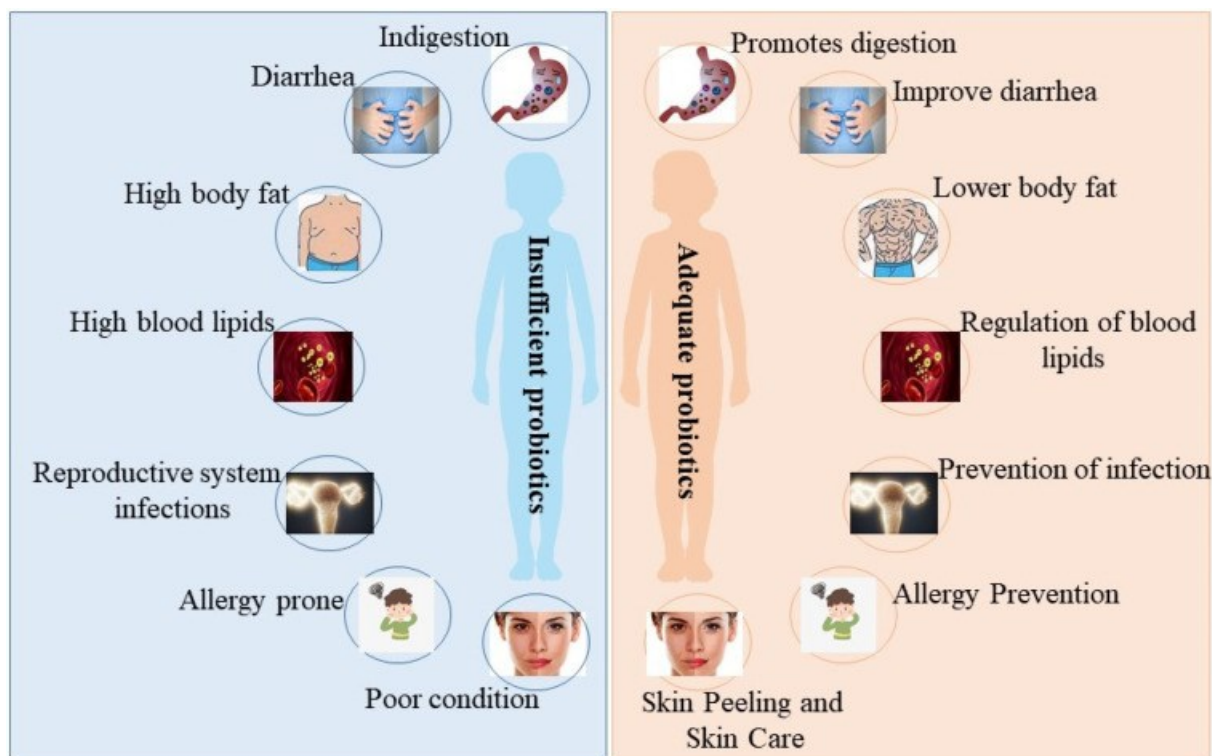 Indigestion
Diarrhea
High body fat
High blood lipids
Reproductive system
infections
Allergy prone
Poor condition
Insufficient probiotics
Adequate probiotics
Promotes digestion
Improve diarrhea
Lower body fat
Regulation of blood
lipids
Prevention of infection
Allergy Prevention
Skin Peeling and
Skin Care